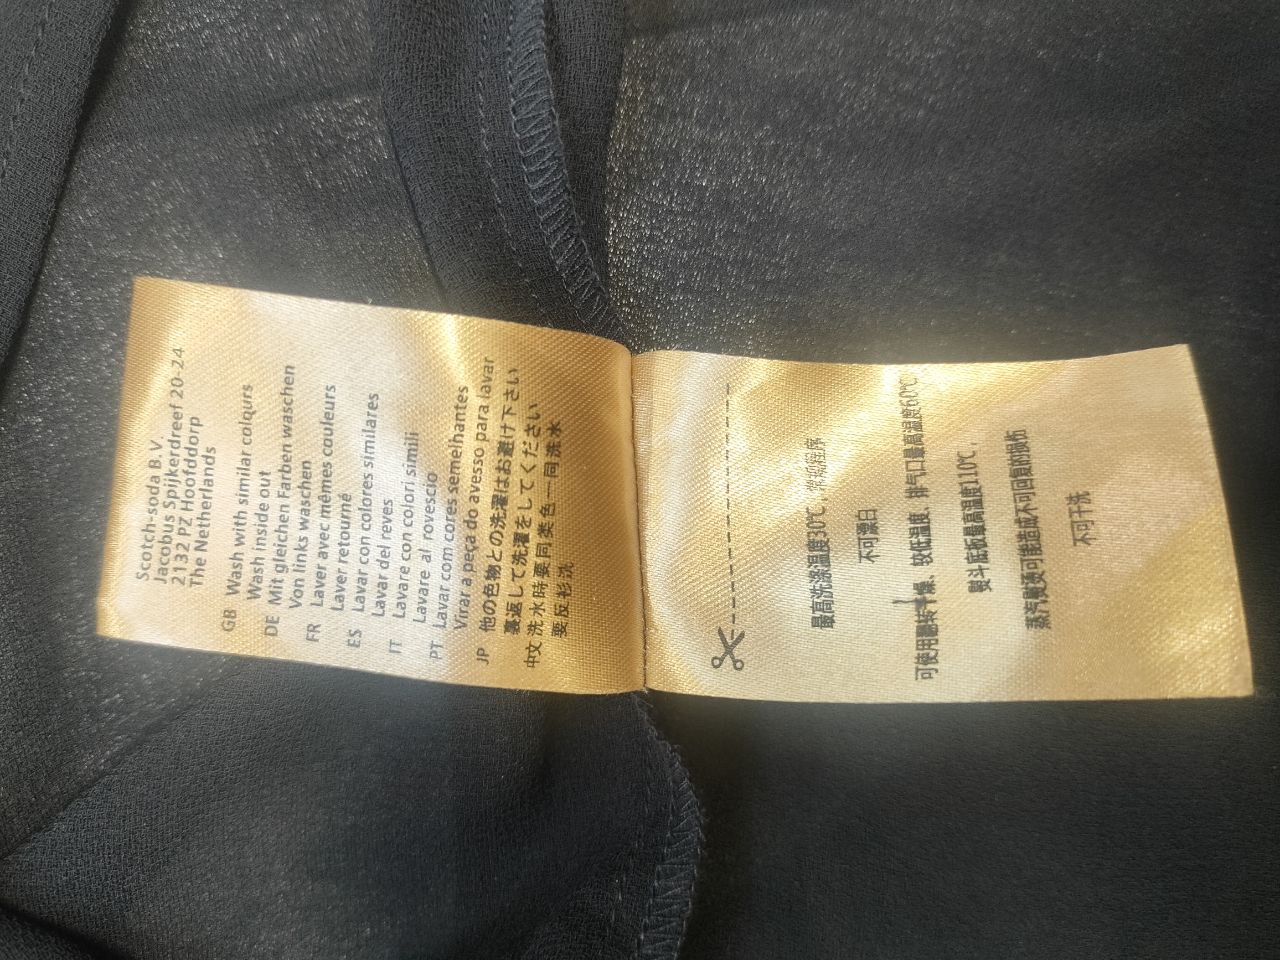 Scotch-soda B.V.
Jacobus Spijkerdreef 20-24
2132 PZ Hoofddorp
The Netherlands
GB Wash with similar colours
Wash inside out
DE Mit gleichen Farben waschen
Von links waschen
FR Laver avec mêmes couleurs
Laver retourné
ES Lavar con colores similares
Lavar del reves
IT Lavare con colori simili
Lavare al rovescio
PT Lavar com cores semelhantes
Virar a peça do avesso para lavar
JP 他の色物との洗濯はお避け下さい
裏返して洗濯をしてください
中文 洗水時要同类色一同洗水
要反衫洗
最高洗涤温度30℃,常规程序
不可漂白
可使用翻转干燥、较低温度、排气口最高温度60℃
熨斗底板最高温度110℃,
蒸汽熨烫可能造成不可回复的损伤
不可干洗